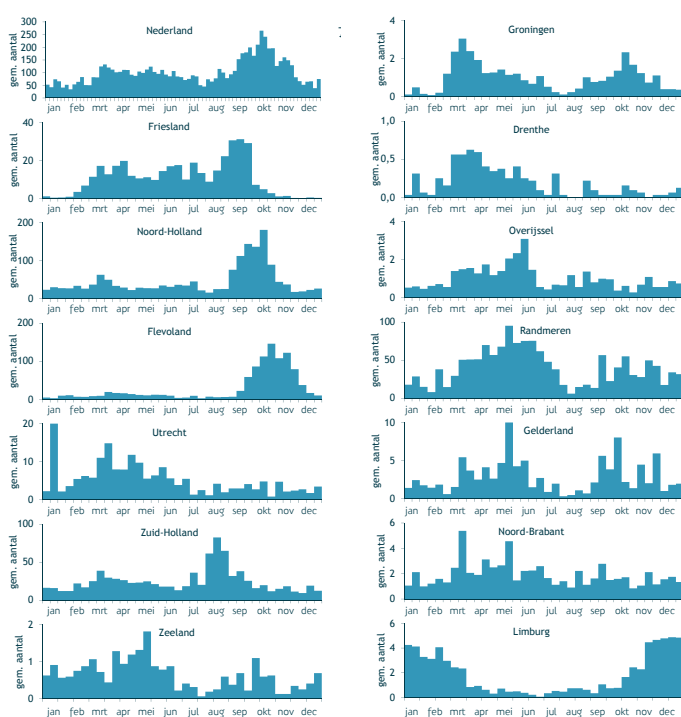 Nederland
gem. aantal
300
250
200
150
100
50
0
jan feb mrt apr mei jun jul aug sep okt nov dec
Groningen
gem. aantal
4
2
0
jan feb mrt apr mei jun jul aug sep okt nov dec
Friesland
gem. aantal
40
20
0
jan feb mrt apr mei jun jul aug sep okt nov dec
Drenthe
gem. aantal
1,0
0,5
0,0
jan feb mrt apr mei jun jul aug sep okt nov dec
Noord-Holland
gem. aantal
200
100
0
jan feb mrt apr mei jun jul aug sep okt nov dec
Overijssel
gem. aantal
4
2
0
jan feb mrt apr mei jun jul aug sep okt nov dec
Flevoland
gem. aantal
200
100
0
jan feb mrt apr mei jun jul aug sep okt nov dec
Randmeren
gem. aantal
100
50
0
jan feb mrt apr mei jun jul aug sep okt nov dec
Utrecht
gem. aantal
20
10
0
jan feb mrt apr mei jun jul aug sep okt nov dec
Gelderland
gem. aantal
10
5
0
jan feb mrt apr mei jun jul aug sep okt nov dec
Zuid-Holland
gem. aantal
100
50
0
jan feb mrt apr mei jun jul aug sep okt nov dec
Noord-Brabant
gem. aantal
6
4
2
0
jan feb mrt apr mei jun jul aug sep okt nov dec
Zeeland
gem. aantal
2
1
0
jan feb mrt apr mei jun jul aug sep okt nov dec
Limburg
gem. aantal
6
4
2
0
jan feb mrt apr mei jun jul aug sep okt nov dec